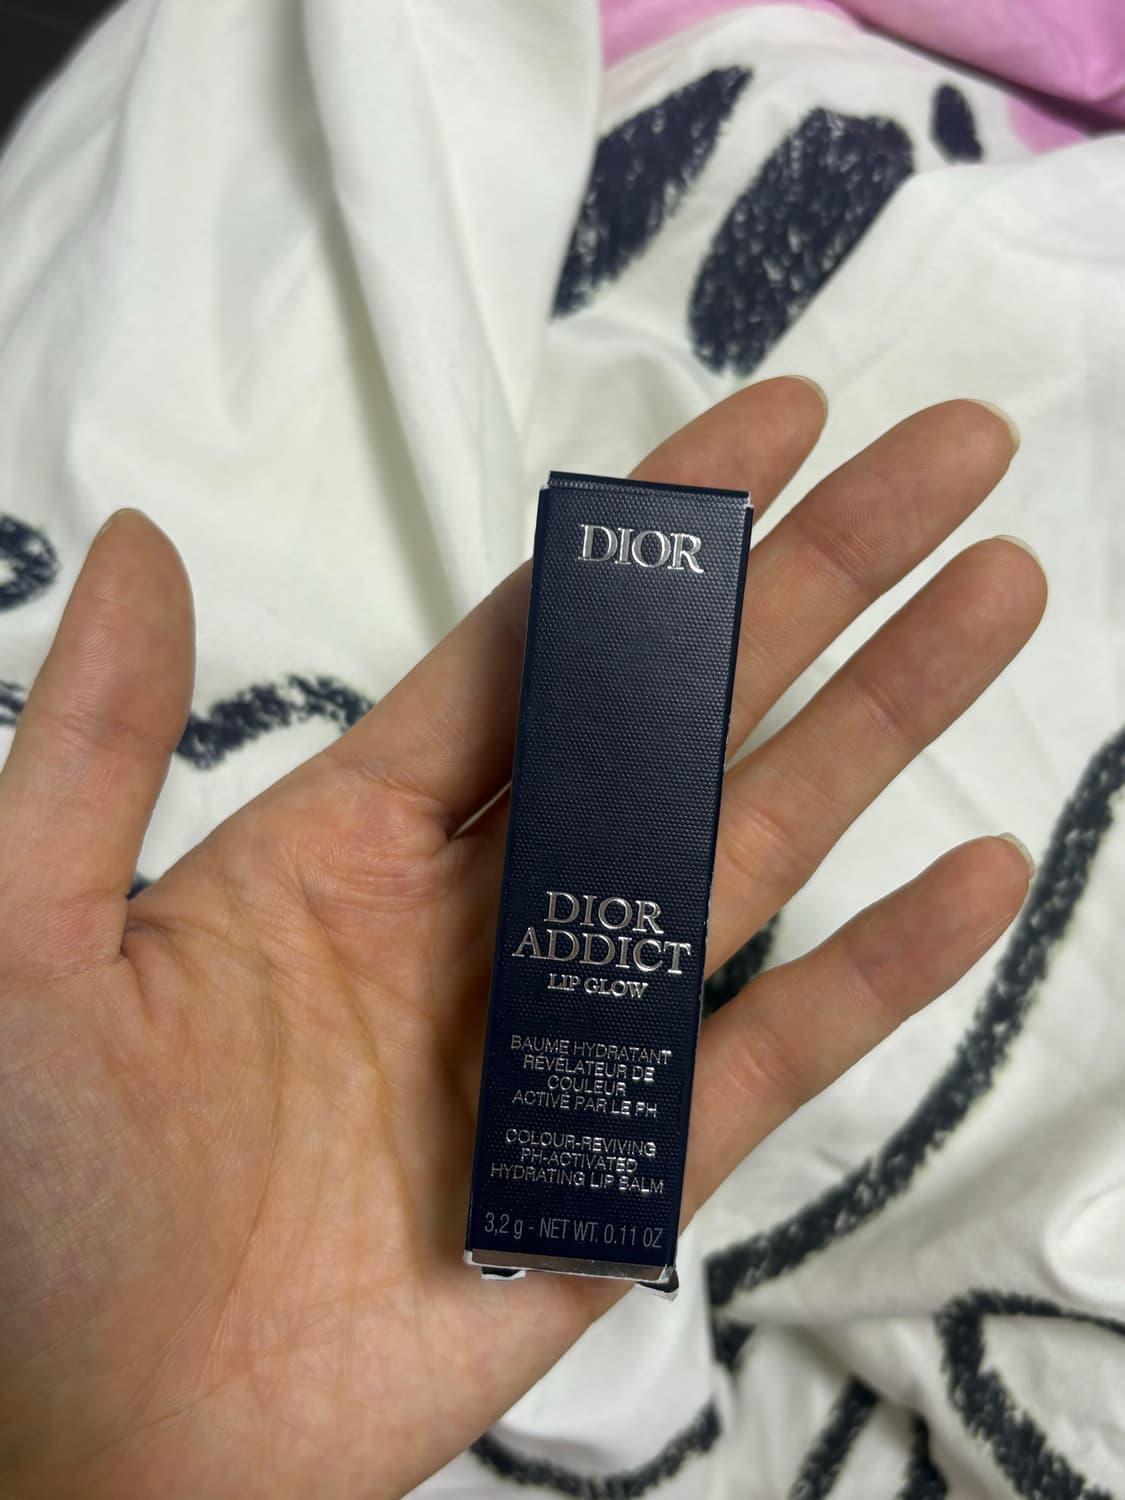 DIOR
DIOR
ADDICT
LIP GLOW
BAUME HYDRATANT
RÉVÉLATEUR DE
COULEUR
ACTIVÉ PAR LE PH
COLOUR-REVIVING
PH-ACTIVATED
HYDRATING LIP BALM
3,2 g - NET WT. 0.11 OZ